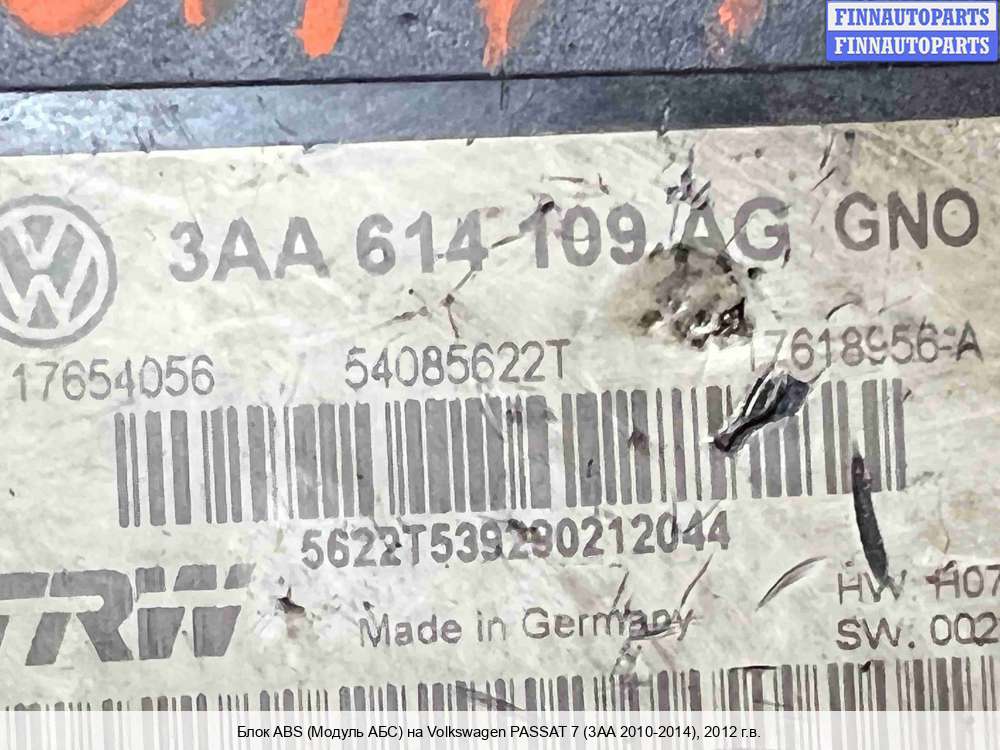 FINNAUTOPARTS
FINNAUTOPARTS
3AA 614 109 AG GNO
17654056 54085622T 17618956-A
5622T539290212044
TRW Made in Germany
HW. H07
SW. 002
Блок ABS (Модуль АБС) на Volkswagen PASSAT 7 (3AA 2010-2014), 2012 г.в.